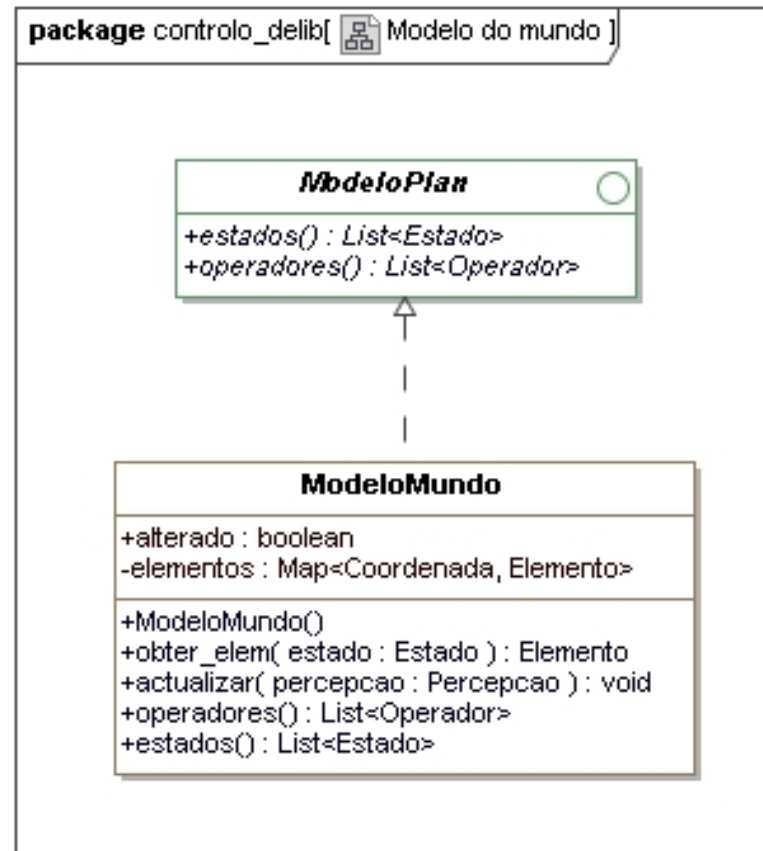 package controlo_delib[ Modelo do mundo ]
ModeloPlan
+estados() : List<Estado>
+operadores() : List<Operador>
ModeloMundo
+alterado : boolean
-elementos : Map<Coordenada, Elemento>
+ModeloMundo()
+obter_elem( estado : Estado ) : Elemento
+actualizar( percepcao : Percepcao ) : void
+operadores() : List<Operador>
+estados() : List<Estado>